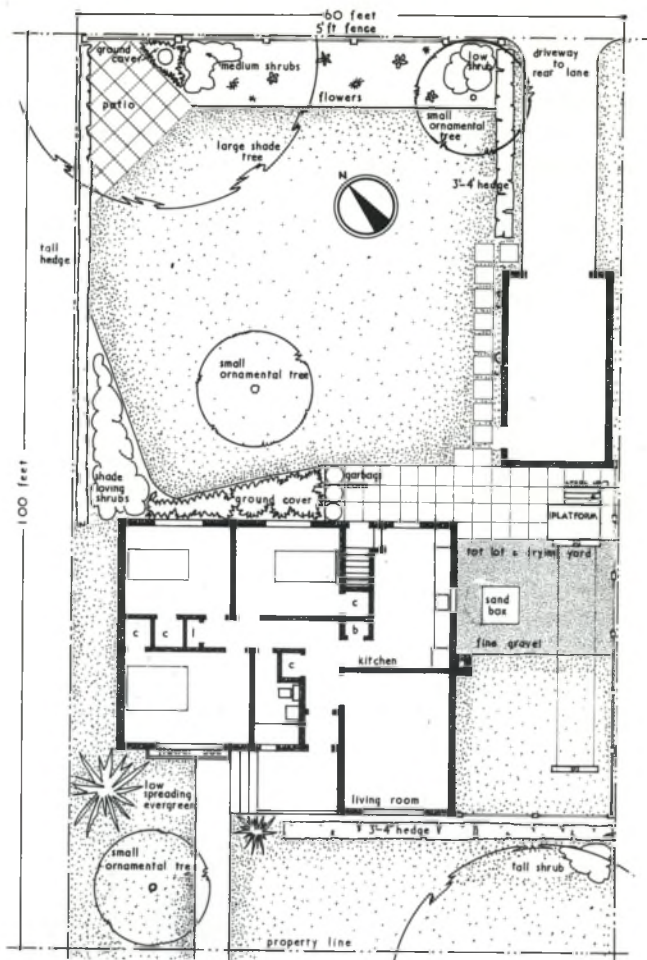 60 feet
5 ft fence
ground
cover
medium shrubs
low
shrub
driveway
to
rear lane
patio
flowers
small
ornamental
tree
large shade
tree
N
3'-4' hedge
tall
hedge
small
ornamental tree
100 feet
shade
loving
shrubs
ground cover
garbage
PLATFORM
tot lot & drying yard
sand
box
fine gravel
c
b
c
c
l
c
kitchen
living room
low
spreading
evergreen
3'-4' hedge
small
ornamental tree
tall shrub
property line